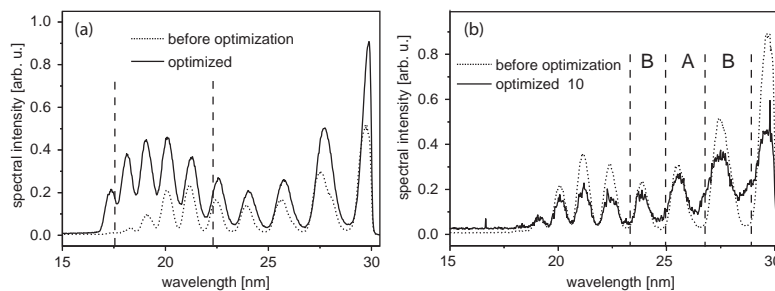 (a)
before optimization
optimized
spectral intensity [arb. u.]
1.0
0.8
0.6
0.4
0.2
0.0
15 20 25 30
wavelength [nm]
(b)
before optimization
optimized 10
B A B
spectral intensity [arb. u.]
0.8
0.6
0.4
0.2
0.0
15 20 25 30
wavelength [nm]